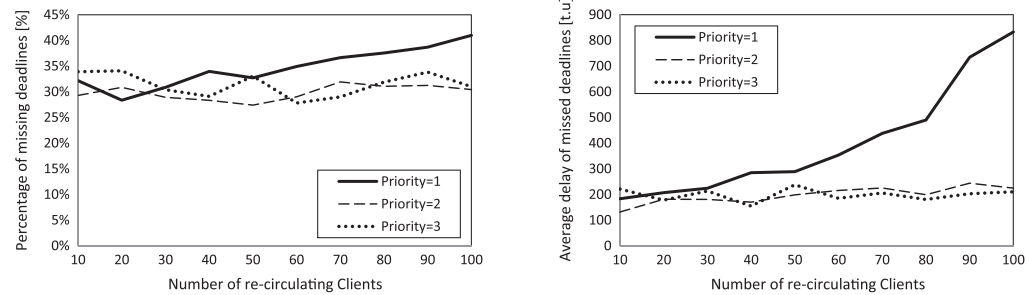 Percentage of missing deadlines [%]
45%
40%
35%
30%
25%
20%
15%
10%
5%
0%
Priority=1
Priority=2
Priority=3
10 20 30 40 50 60 70 80 90 100
Number of re-circulating Clients
Average delay of missed deadlines [t.u]
900
800
700
600
500
400
300
200
100
0
Priority=1
Priority=2
Priority=3
10 20 30 40 50 60 70 80 90 100
Number of re-circulating Clients